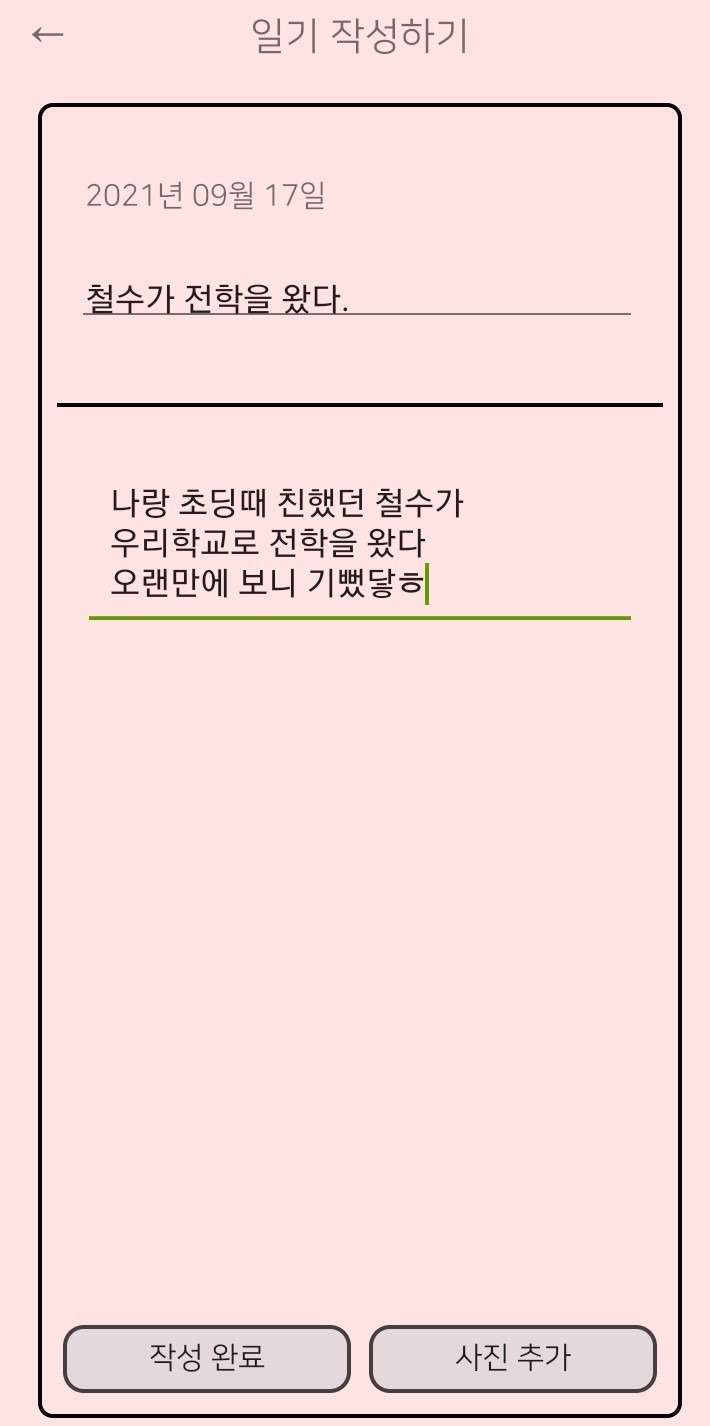 ←
일기 작성하기
2021년 09월 17일
철수가 전학을 왔다.
나랑 초딩때 친했던 철수가
우리학교로 전학을 왔다
오랜만에 보니 기뻤닿ㅎ
작성 완료
사진 추가